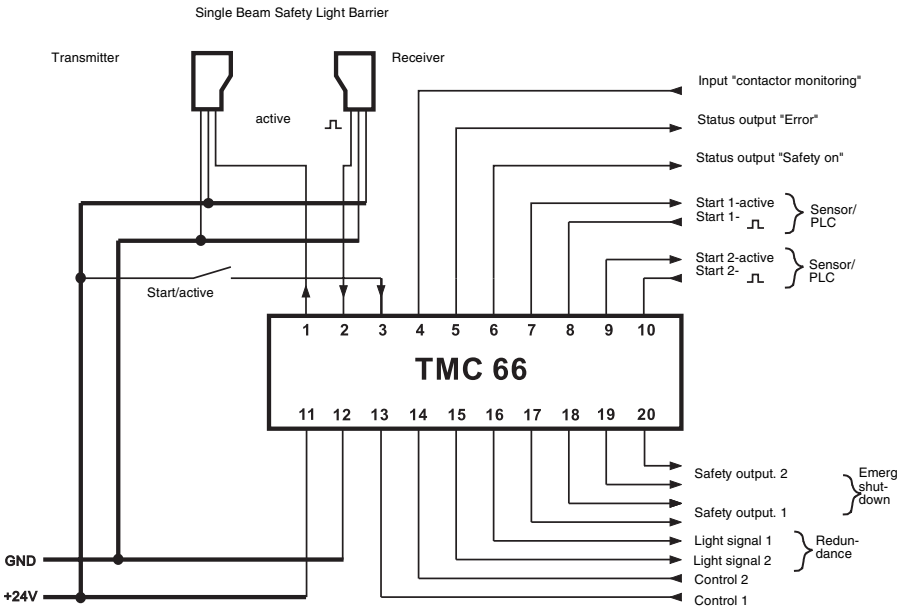 Single Beam Safety Light Barrier
Transmitter
Receiver
active
Input "contactor monitoring"
Status output "Error"
Status output "Safety on"
Start 1-active
Start 1-
Sensor/
PLC
Start 2-active
Start 2-
Sensor/
PLC
Start/active
1 2 3 4 5 6 7 8 9 10
TMC 66
11 12 13 14 15 16 17 18 19 20
Safety output. 2
Safety output. 1
Emerg
shut-
down
Light signal 1
Light signal 2
Redun-
dance
Control 2
Control 1
GND
+24V